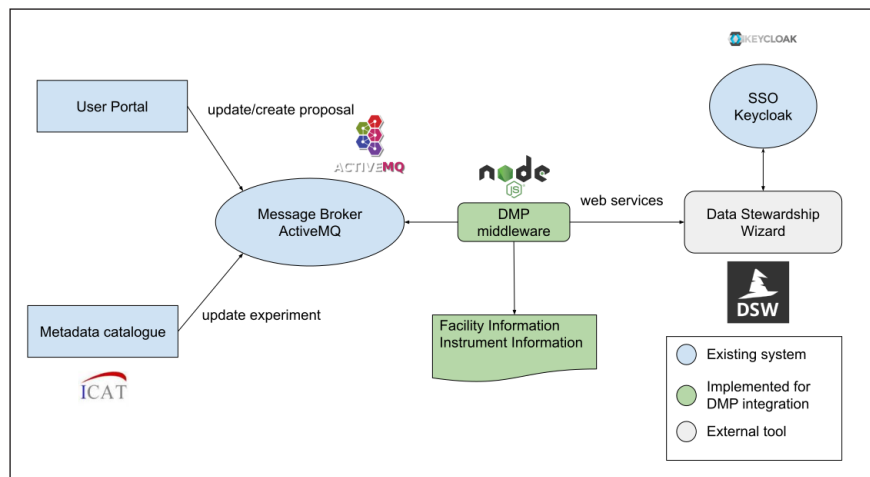 KEYCLOAK
User Portal
update/create proposal
SSO
Keycloak
ACTIVEMQ
node
JS
Message Broker
ActiveMQ
DMP
middleware
web services
Data Stewardship
Wizard
Metadata catalogue
update experiment
Facility Information
Instrument Information
DSW
ICAT
Existing system
Implemented for
DMP integration
External tool